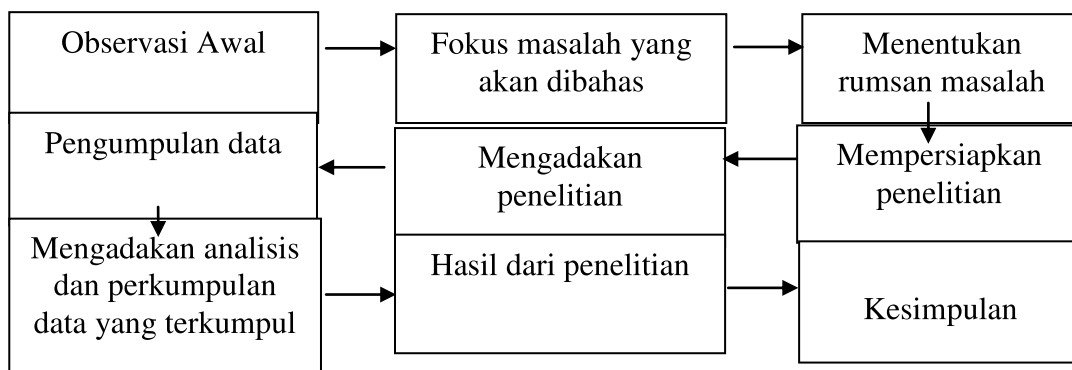 Observasi Awal
Fokus masalah yang
akan dibahas
Menentukan
rumsan masalah
Mempersiapkan
penelitian
Mengadakan
penelitian
Pengumpulan data
Mengadakan analisis
dan perkumpulan
data yang terkumpul
Hasil dari penelitian
Kesimpulan